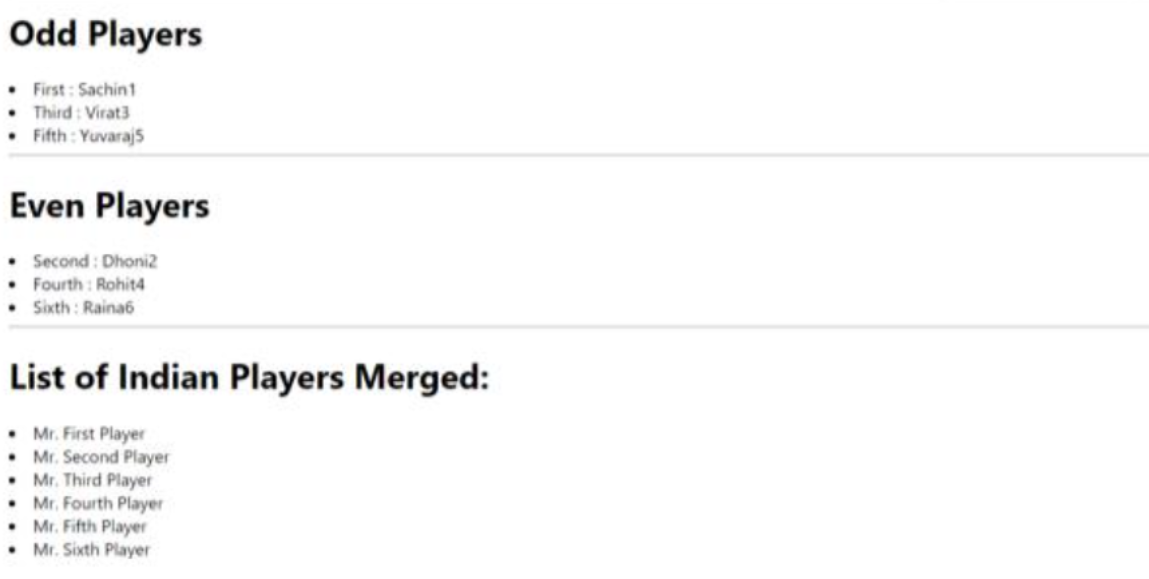 Odd Players
• First : Sachin1
• Third : Virat3
• Fifth : Yuvaraj5
Even Players
• Second : Dhoni2
• Fourth : Rohit4
• Sixth : Raina6
List of Indian Players Merged:
• Mr. First Player
• Mr. Second Player
• Mr. Third Player
• Mr. Fourth Player
• Mr. Fifth Player
• Mr. Sixth Player